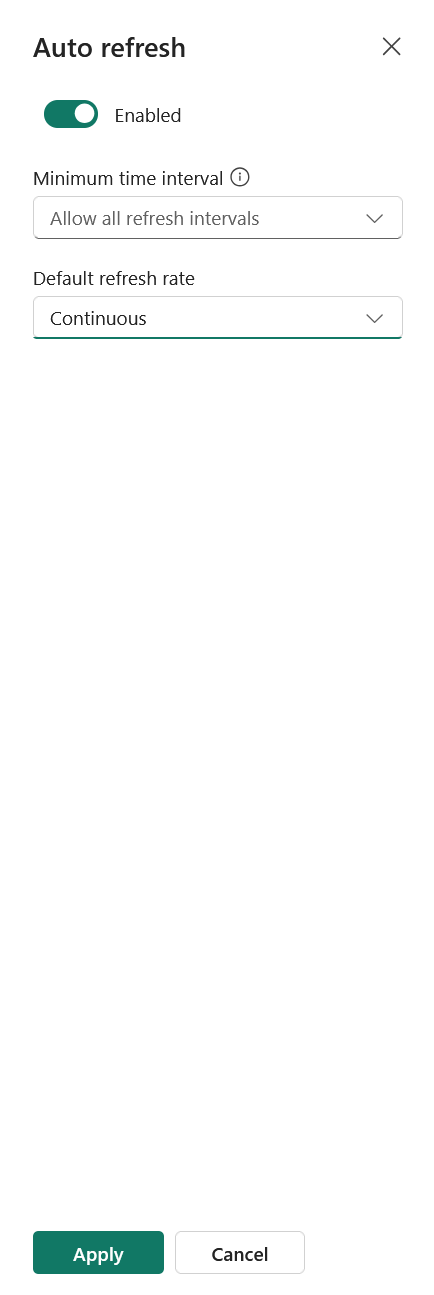 Auto refresh
Enabled
Minimum time interval
Allow all refresh intervals
Default refresh rate
Continuous
Apply
Cancel